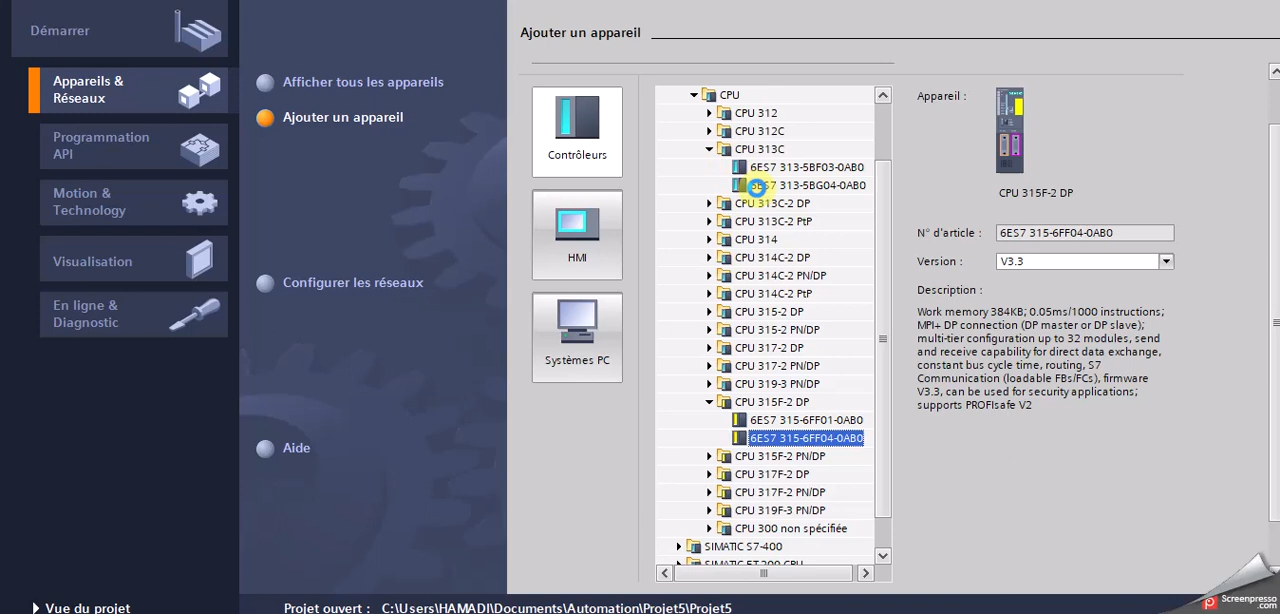 Démarrer
Appareils &
Réseaux
Programmation
API
Motion &
Technology
Visualisation
En ligne &
Diagnostic
Vue du projet
Afficher tous les appareils
Ajouter un appareil
Configurer les réseaux
Aide
Projet ouvert : C:\Users\HAMADI\Documents\Automation\Projet5\Projet5
Ajouter un appareil
Contrôleurs
HMI
Systèmes PC
CPU
CPU 312
CPU 312C
CPU 313C
6ES7 313-5BF03-0AB0
6ES7 313-5BG04-0AB0
CPU 313C-2 DP
CPU 313C-2 PtP
CPU 314
CPU 314C-2 DP
CPU 314C-2 PN/DP
CPU 314C-2 PtP
CPU 315-2 DP
CPU 315-2 PN/DP
CPU 317-2 DP
CPU 317-2 PN/DP
CPU 319-3 PN/DP
CPU 315F-2 DP
6ES7 315-6FF01-0AB0
6ES7 315-6FF04-0AB0
CPU 315F-2 PN/DP
CPU 317F-2 DP
CPU 317F-2 PN/DP
CPU 319F-3 PN/DP
CPU 300 non spécifiée
SIMATIC S7-400
SIMATIC ET 200 CPU
Appareil :
CPU 315F-2 DP
N° d'article : 6ES7 315-6FF04-0AB0
Version : V3.3
Description :
Work memory 384KB; 0.05ms/1000 instructions;
MPI+ DP connection (DP master or DP slave);
multi-tier configuration up to 32 modules, send
and receive capability for direct data exchange,
constant bus cycle time, routing, S7
Communication (loadable FBs/FCs), firmware
V3.3, can be used for security applications;
supports PROFIsafe V2
Screenpresso
.com